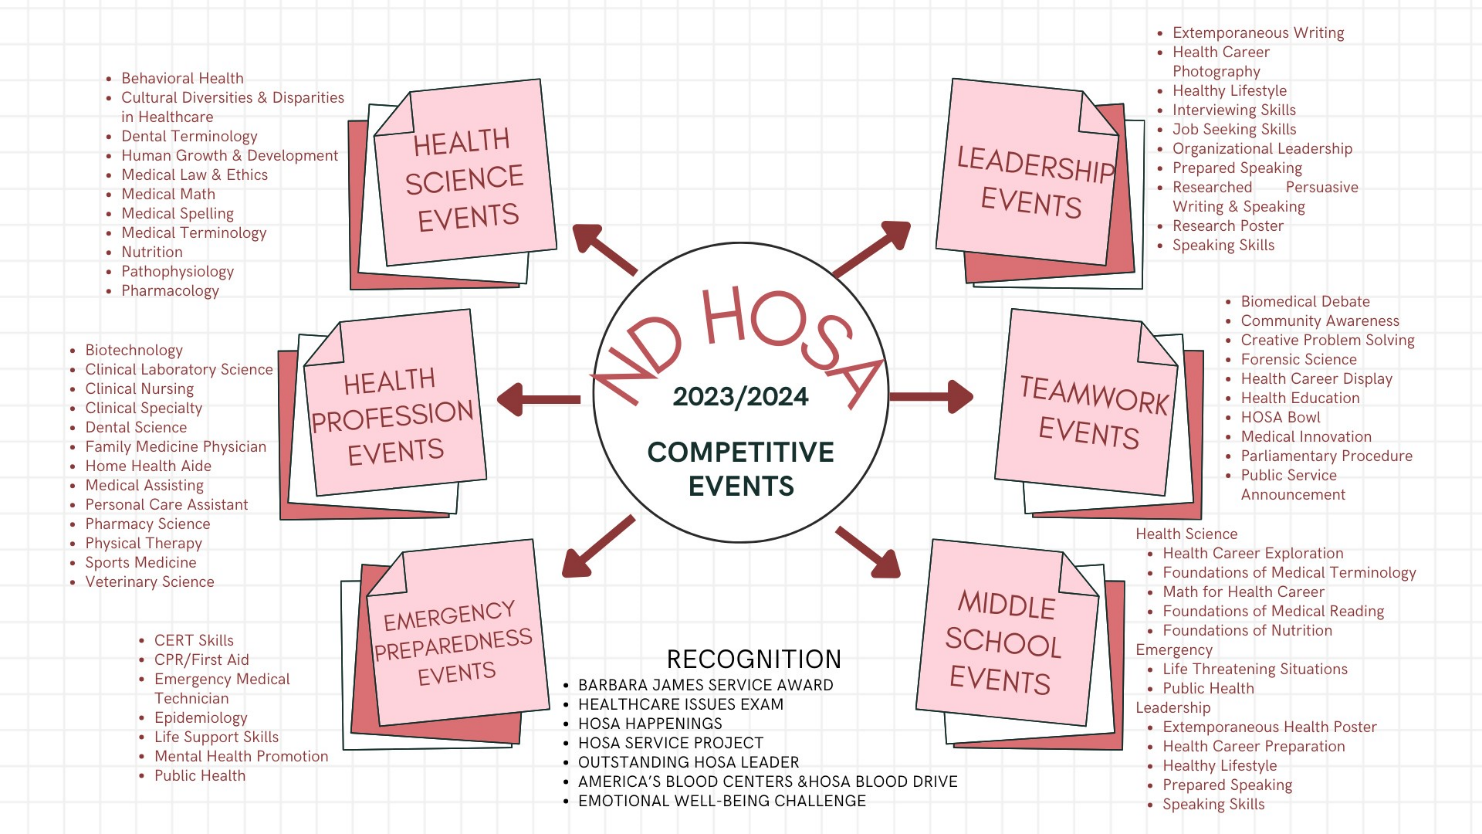 ND HOSA
2023/2024
COMPETITIVE
EVENTS
HEALTH
SCIENCE
EVENTS
Behavioral Health
Cultural Diversities & Disparities
in Healthcare
Dental Terminology
Human Growth & Development
Medical Law & Ethics
Medical Math
Medical Spelling
Medical Terminology
Nutrition
Pathophysiology
Pharmacology
HEALTH
PROFESSION
EVENTS
Biotechnology
Clinical Laboratory Science
Clinical Nursing
Clinical Specialty
Dental Science
Family Medicine Physician
Home Health Aide
Medical Assisting
Personal Care Assistant
Pharmacy Science
Physical Therapy
Sports Medicine
Veterinary Science
EMERGENCY
PREPAREDNESS
EVENTS
CERT Skills
CPR/First Aid
Emergency Medical
Technician
Epidemiology
Life Support Skills
Mental Health Promotion
Public Health
LEADERSHIP
EVENTS
Extemporaneous Writing
Health Career
Photography
Healthy Lifestyle
Interviewing Skills
Job Seeking Skills
Organizational Leadership
Prepared Speaking
Researched Persuasive
Writing & Speaking
Research Poster
Speaking Skills
TEAMWORK
EVENTS
Biomedical Debate
Community Awareness
Creative Problem Solving
Forensic Science
Health Career Display
Health Education
HOSA Bowl
Medical Innovation
Parliamentary Procedure
Public Service
Announcement
MIDDLE
SCHOOL
EVENTS
Health Science
Health Career Exploration
Foundations of Medical Terminology
Math for Health Career
Foundations of Medical Reading
Foundations of Nutrition
Emergency
Life Threatening Situations
Public Health
Leadership
Extemporaneous Health Poster
Health Career Preparation
Healthy Lifestyle
Prepared Speaking
Speaking Skills
RECOGNITION
BARBARA JAMES SERVICE AWARD
HEALTHCARE ISSUES EXAM
HOSA HAPPENINGS
HOSA SERVICE PROJECT
OUTSTANDING HOSA LEADER
AMERICA'S BLOOD CENTERS &HOSA BLOOD DRIVE
EMOTIONAL WELL-BEING CHALLENGE